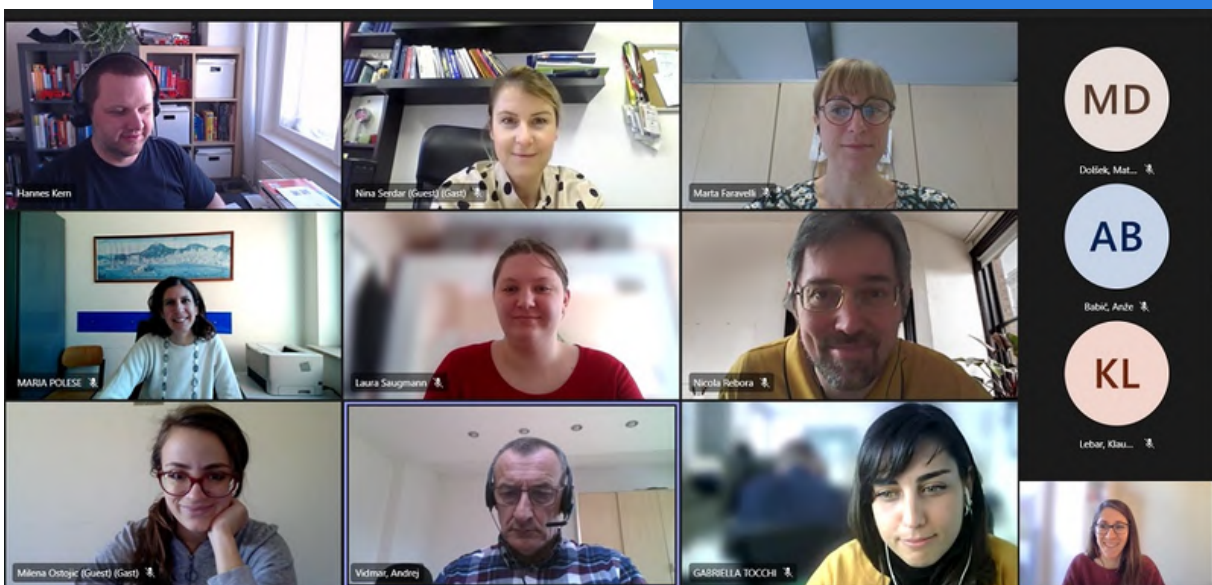 Hannes Kern
Nina Serdar (Guest) (Gast)
Marta Faravelli
MD
Dolšek, Mat...
AB
Babič, Anže
KL
Lebar, Klau...
MARIA POLESE
Laura Saugmann
Nicola Rebora
Milena Ostojic (Guest) (Gast)
Vidmar, Andrej
GABRIELLA TOCCHI